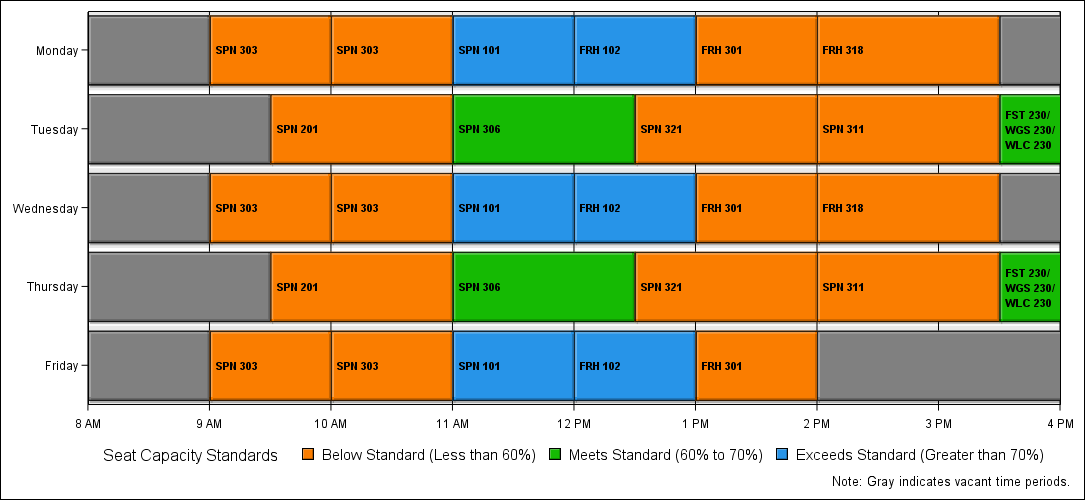 Monday
SPN 303
SPN 303
SPN 101
FRH 102
FRH 301
FRH 318
Tuesday
SPN 201
SPN 306
SPN 321
SPN 311
FST 230/
WGS 230/
WLC 230
Wednesday
SPN 303
SPN 303
SPN 101
FRH 102
FRH 301
FRH 318
Thursday
SPN 201
SPN 306
SPN 321
SPN 311
FST 230/
WGS 230/
WLC 230
Friday
SPN 303
SPN 303
SPN 101
FRH 102
FRH 301
8 AM 9 AM 10 AM 11 AM 12 PM 1 PM 2 PM 3 PM 4 PM
Seat Capacity Standards Below Standard (Less than 60%) Meets Standard (60% to 70%) Exceeds Standard (Greater than 70%)
Note: Gray indicates vacant time periods.